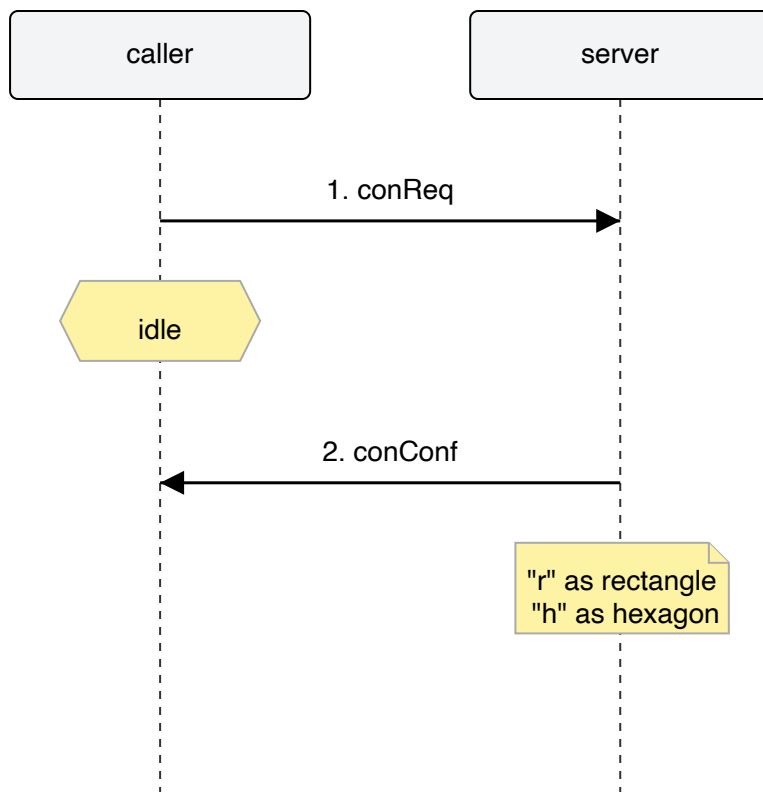 caller
server
1. conReq
idle
2. conConf
"r" as rectangle
"h" as hexagon